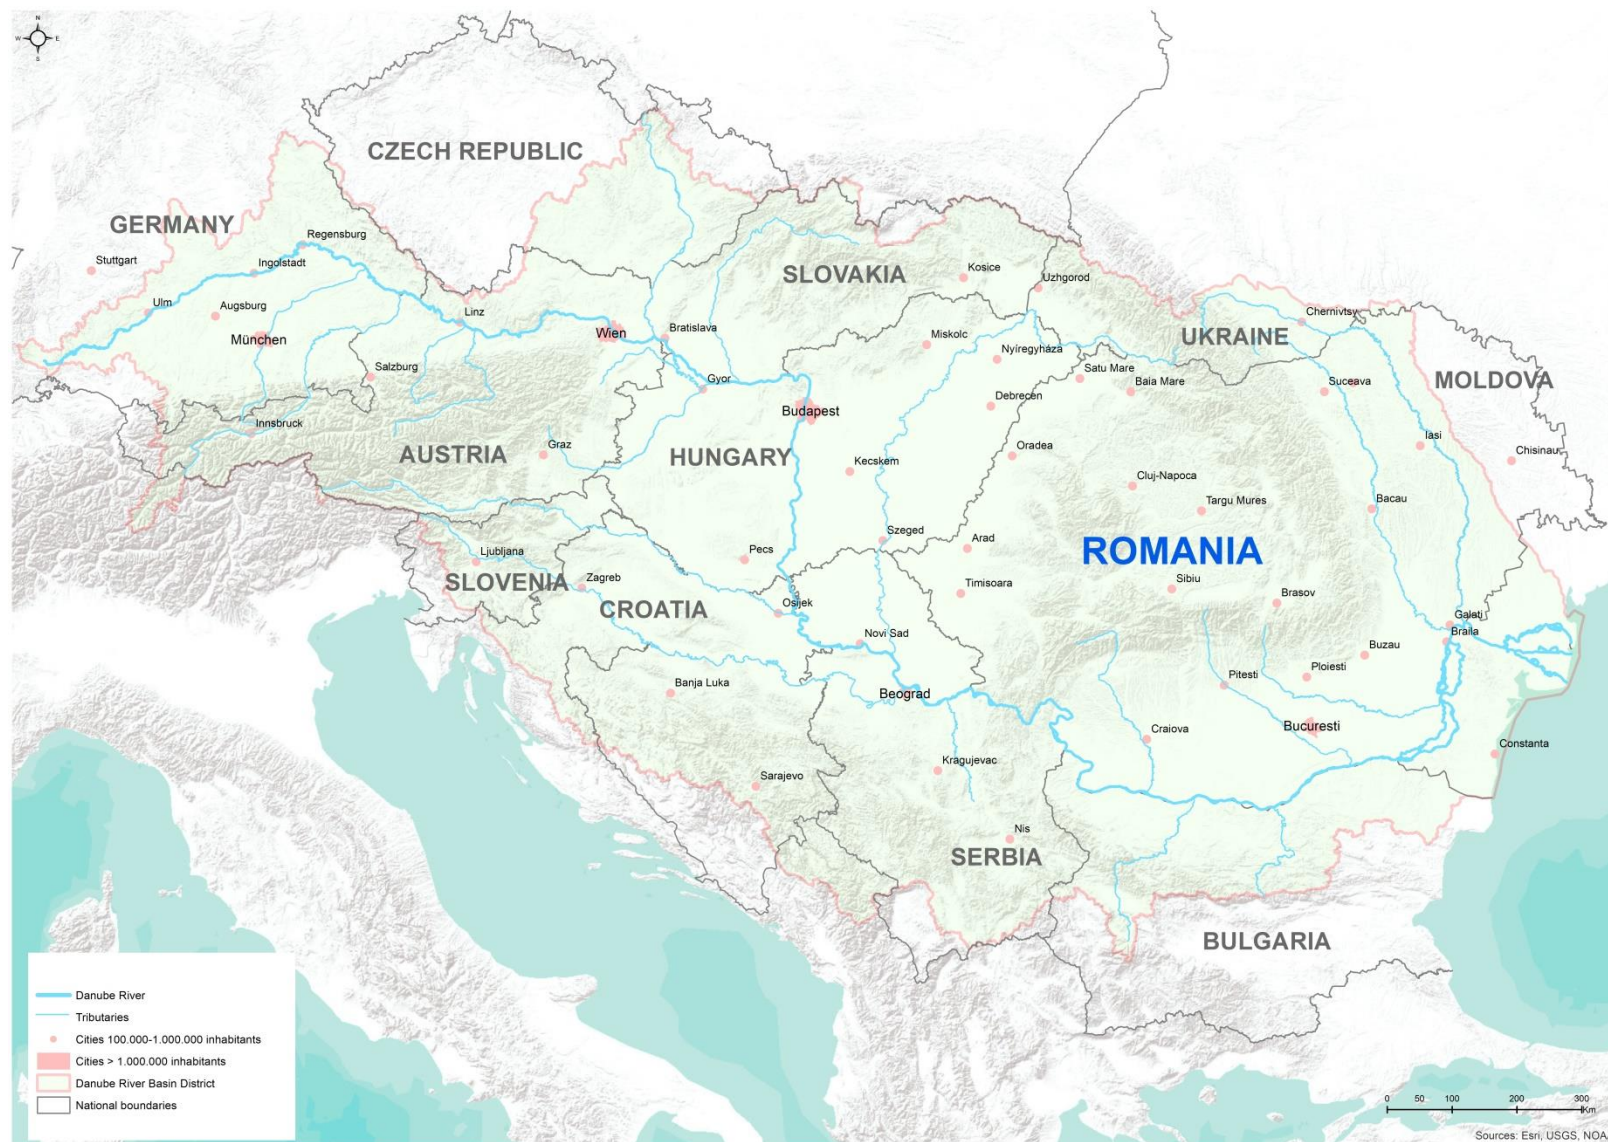 N
W E
S
CZECH REPUBLIC
GERMANY
Regensburg
Stuttgart
Ingolstadt
SLOVAKIA
Kosice
Uzhgorod
Ulm
Augsburg
Linz
Chernivtsy
München
Wien
Bratislava
Miskolc
UKRAINE
Nyíregyháza
Salzburg
Gyor
Satu Mare
Baia Mare
Suceava
MOLDOVA
Debrecen
Budapest
Innsbruck
Graz
Oradea
Iasi
AUSTRIA
HUNGARY
Kecskem
Chisinau
Cluj-Napoca
Targu Mures
Bacau
Szeged
Arad
Pecs
Ljubljana
ROMANIA
SLOVENIA
Zagreb
Timisoara
Sibiu
Brasov
CROATIA
Osijek
Galati
Braila
Novi Sad
Buzau
Ploiesti
Pitesti
Banja Luka
Beograd
Craiova
Bucuresti
Constanta
Kragujevac
Sarajevo
Nis
SERBIA
BULGARIA
Danube River
Tributaries
Cities 100.000-1.000.000 inhabitants
Cities > 1.000.000 inhabitants
Danube River Basin District
National boundaries
0 50 100 200 300
Km
Sources: Esri, USGS, NOA